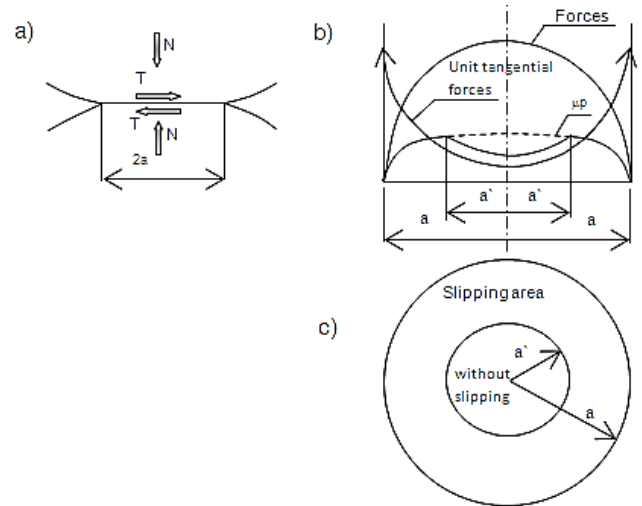 a)
N
T
T
N
2a
b)
Forces
Unit tangential
forces
μp
a` a`
a a
c)
Slipping area
a`
without
slipping
a